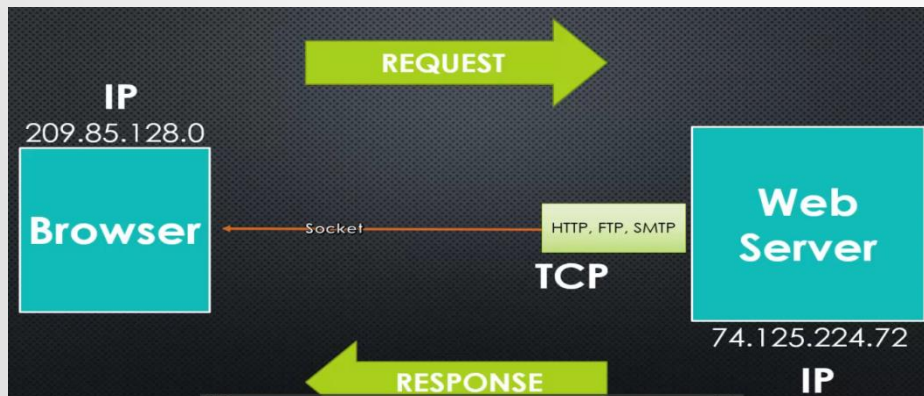 REQUEST
IP
209.85.128.0
Browser
Socket
HTTP, FTP, SMTP
TCP
Web
Server
74.125.224.72
IP
RESPONSE